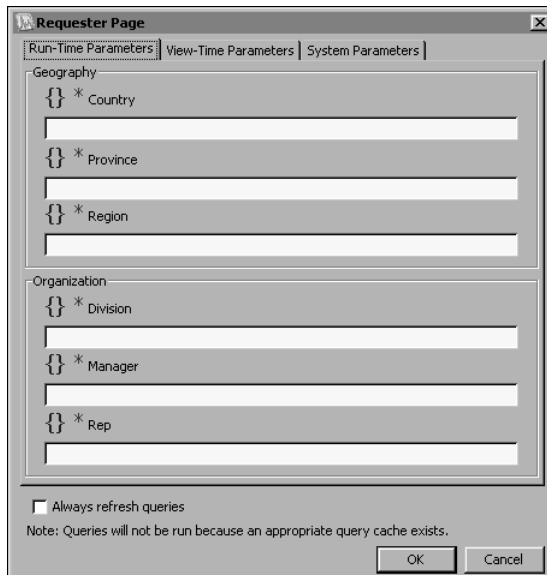 Requester Page
Run-Time Parameters View-Time Parameters System Parameters
Geography
{} * Country
{} * Province
{} * Region
Organization
{} * Division
{} * Manager
{} * Rep
Always refresh queries
Note: Queries will not be run because an appropriate query cache exists.
OK Cancel